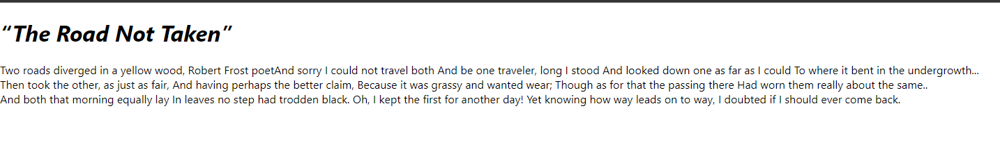 “The Road Not Taken”
Two roads diverged in a yellow wood, Robert Frost poetAnd sorry I could not travel both And be one traveler, long I stood And looked down one as far as I could To where it bent in the undergrowth...
Then took the other, as just as fair, And having perhaps the better claim, Because it was grassy and wanted wear; Though as for that the passing there Had worn them really about the same..
And both that morning equally lay In leaves no step had trodden black. Oh, I kept the first for another day! Yet knowing how way leads on to way, I doubted if I should ever come back.